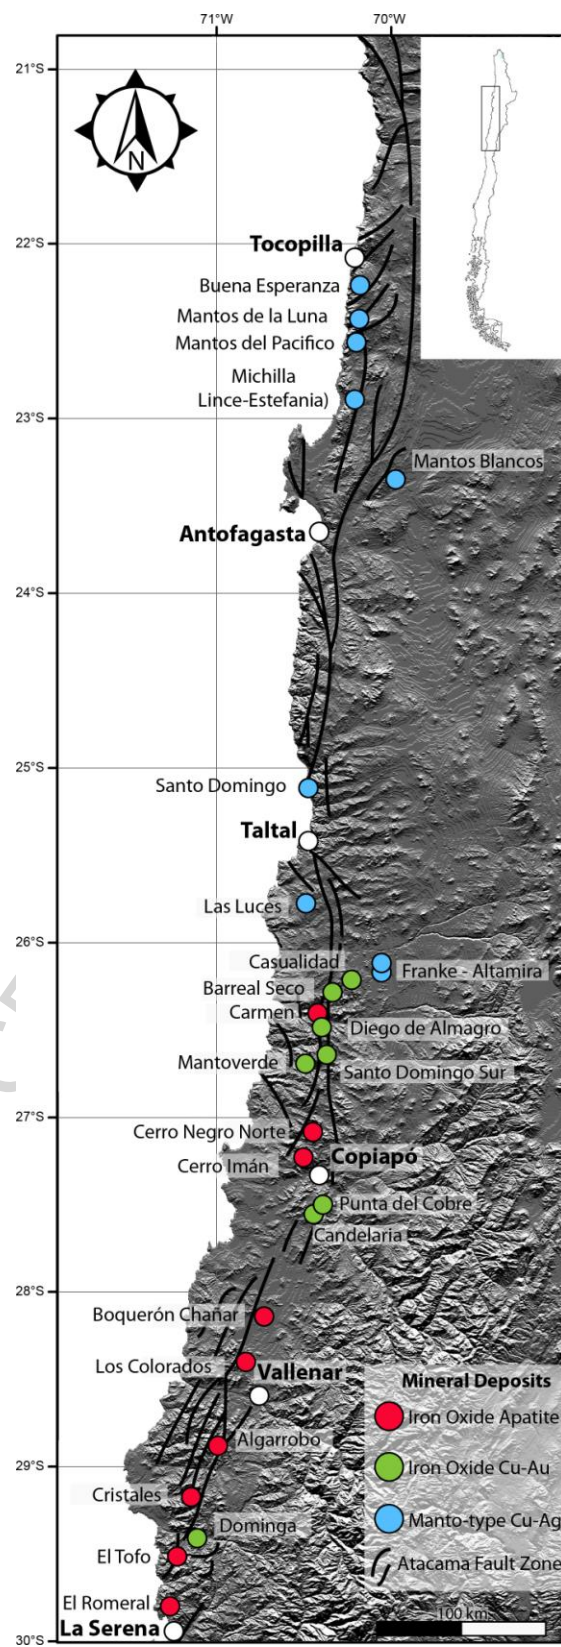 71°W
70°W
21°S
N
22°S
Tocopilla
Buena Esperanza
Mantos de la Luna
Mantos del Pacifico
Michilla
Lince-Estefania)
23°S
Mantos Blancos
Antofagasta
24°S
25°S
Santo Domingo
Taltal
Las Luces
26°S
Casualidad
Franke - Altamira
Barreal Seco
Carmen
Diego de Almagro
Mantoverde
Santo Domingo Sur
27°S
Cerro Negro Norte
Copiapó
Cerro Imán
Punta del Cobre
Candelaria
28°S
Boquerón Chañar
Los Colorados
Vallenar
Mineral Deposits
Iron Oxide Apatite
Algarrobo
Iron Oxide Cu-Au
29°S
Cristales
Manto-type Cu-Ag
Dominga
El Tofo
Atacama Fault Zone
El Romeral
100 km
La Serena
30°S